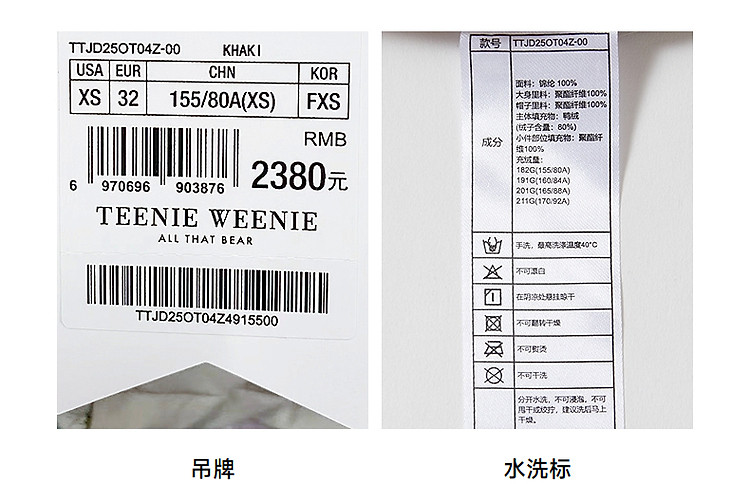 TTJD25OT04Z-00 KHAKI
USA EUR CHN KOR
XS 32 155/80A(XS) FXS
RMB
2380元
6 970696 903876
TEENIE WEENIE
ALL THAT BEAR
TTJD25OT04Z4915500
吊牌
款号 TTJD25OT04Z-00
成分
面料：锦纶 100%
大身里料：聚酯纤维100%
帽子里料：聚酯纤维100%
主体填充物：鸭绒
(绒子含量：80%)
小件部位填充物：聚酯纤
维100%
充绒量：
182G(155/80A)
191G(160/84A)
201G(165/88A)
211G(170/92A)
手洗，最高洗涤温度40°C
不可漂白
在阴凉处悬挂晾干
不可翻转干燥
不可熨烫
不可干洗
分开水洗，不可浸泡，不可
甩干或绞拧，建议洗后马上
干燥。
水洗标